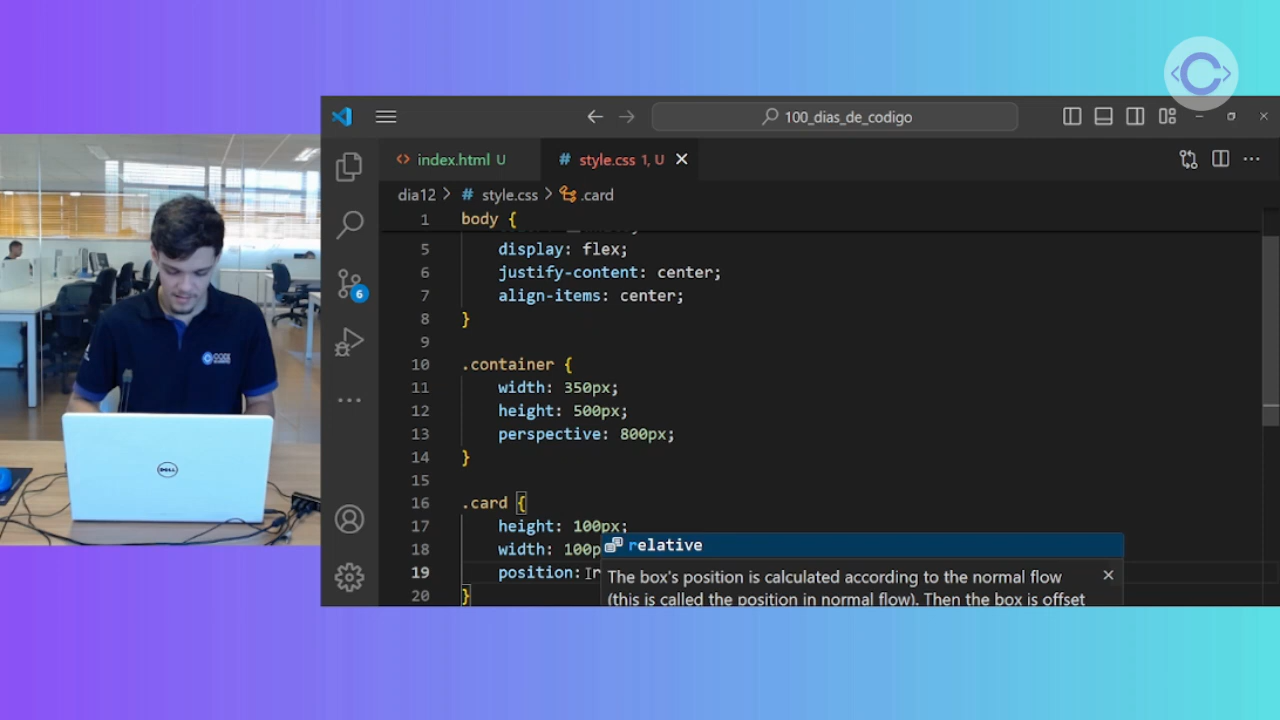 <C>
100_dias_de_codigo
index.html U
# style.css 1, U
dia12 > # style.css > .card
1 body {
5 display: flex;
6 justify-content: center;
7 align-items: center;
8 }
9
10 .container {
11 width: 350px;
12 height: 500px;
13 perspective: 800px;
14 }
15
16 .card {
17 height: 100px;
18 width: 100p
19 position: r
20 }
relative
The box's position is calculated according to the normal flow
(this is called the position in normal flow). Then the box is offset
6
DELL
CODE